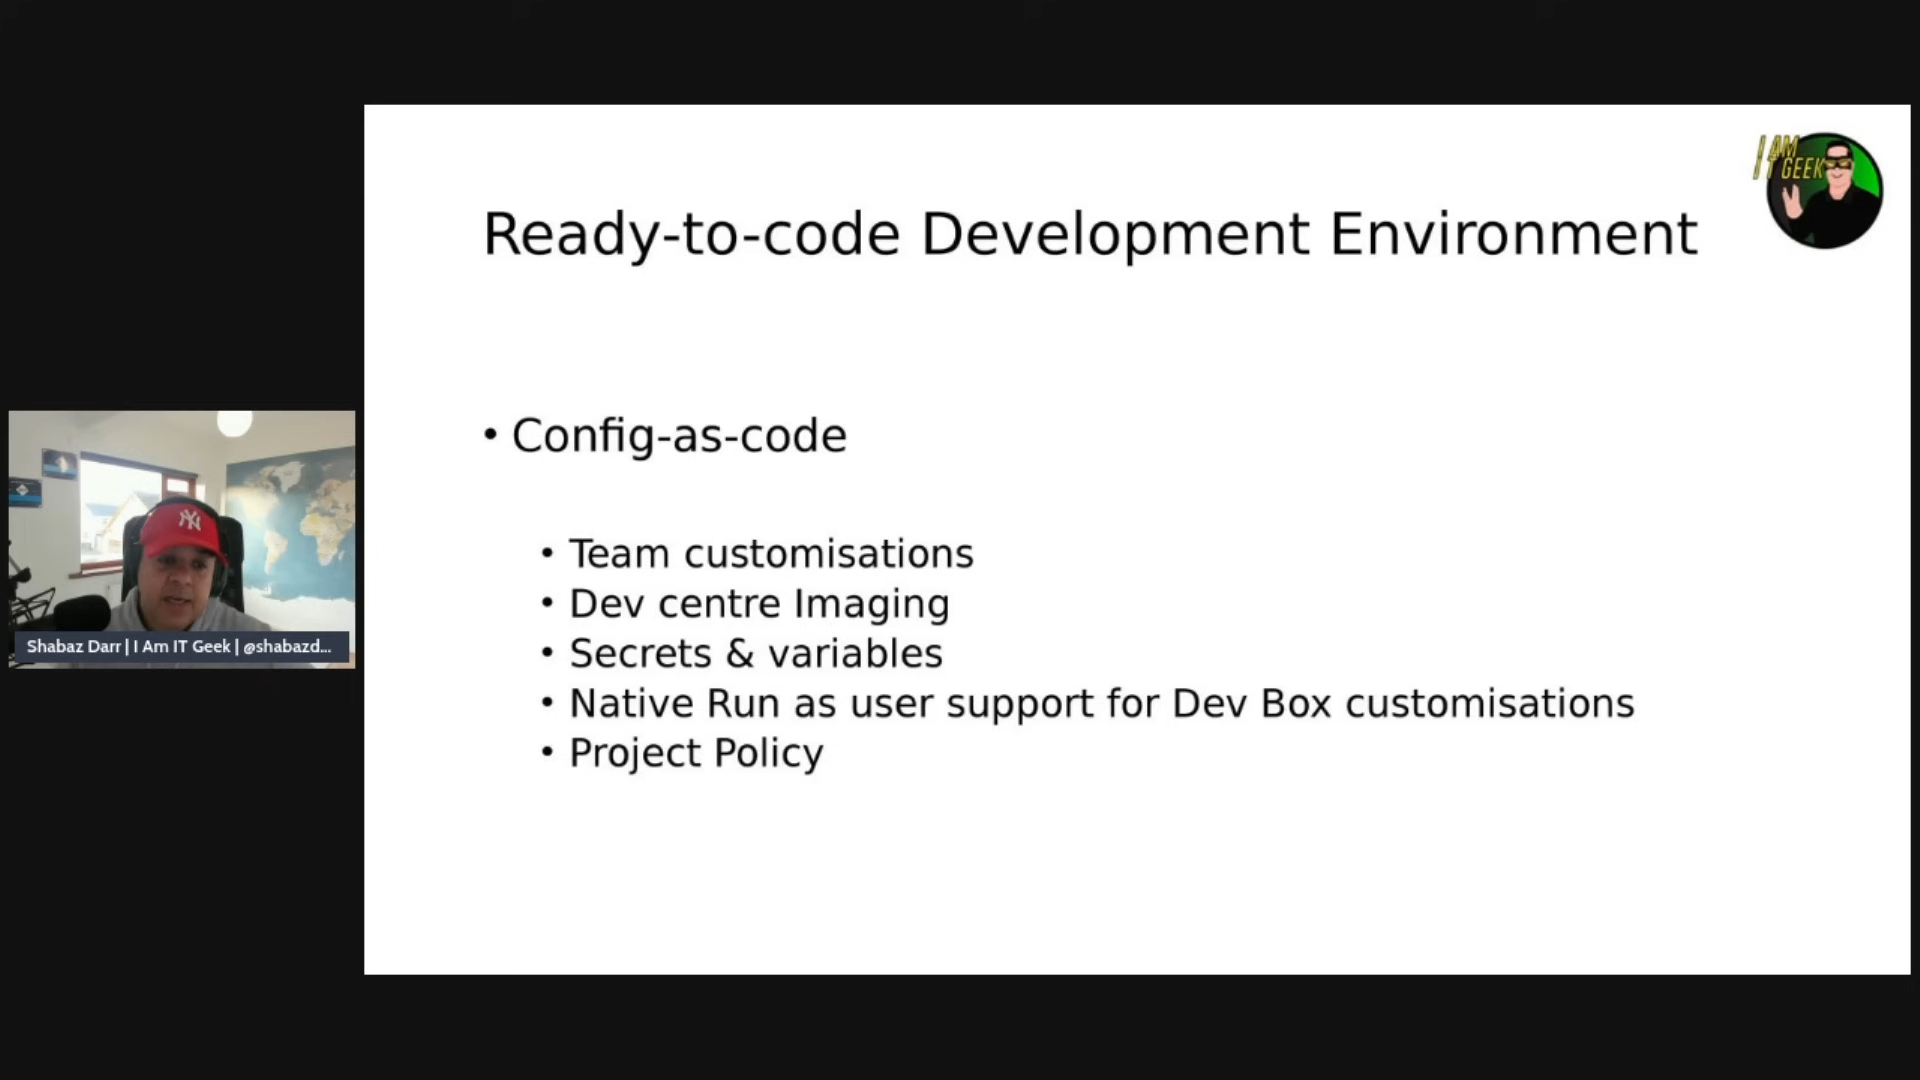 I AM
IT GEEK
Ready-to-code Development Environment
• Config-as-code
• Team customisations
• Dev centre Imaging
• Secrets & variables
• Native Run as user support for Dev Box customisations
• Project Policy
NY
Shabaz Darr | I Am IT Geek | @shabazd...